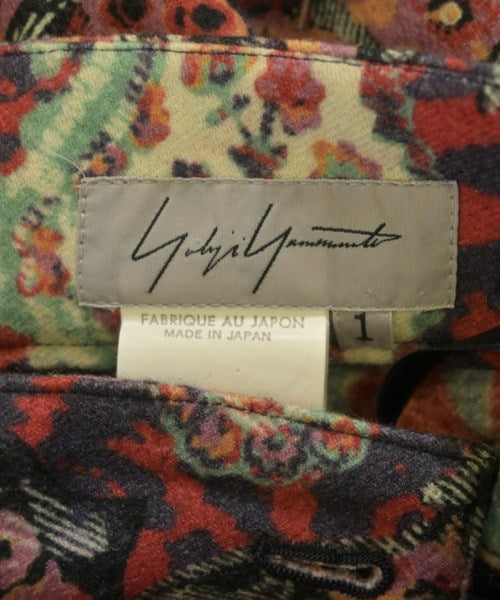 Yohji Yamamoto
FABRIQUE AU JAPON
MADE IN JAPAN
1